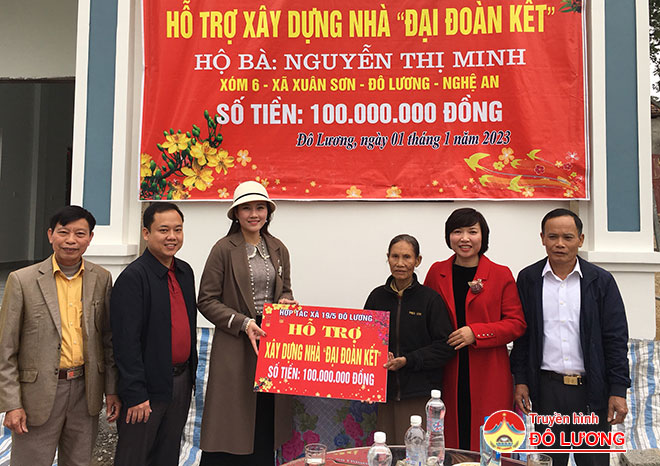 HỖ TRỢ XÂY DỰNG NHÀ "ĐẠI ĐOÀN KẾT"
HỘ BÀ: NGUYỄN THỊ MINH
XÓM 6 - XÃ XUÂN SƠN - ĐÔ LƯƠNG - NGHỆ AN
SỐ TIỀN: 100.000.000 ĐỒNG
Đô Lương, ngày 01 tháng 1 năm 2023
HỢP TÁC XÃ 19/5 ĐÔ LƯƠNG
HỖ TRỢ
XÂY DỰNG NHÀ "ĐẠI ĐOÀN KẾT"
SỐ TIỀN: 100.000.000 ĐỒNG
Truyền hình
ĐÔ LƯƠNG